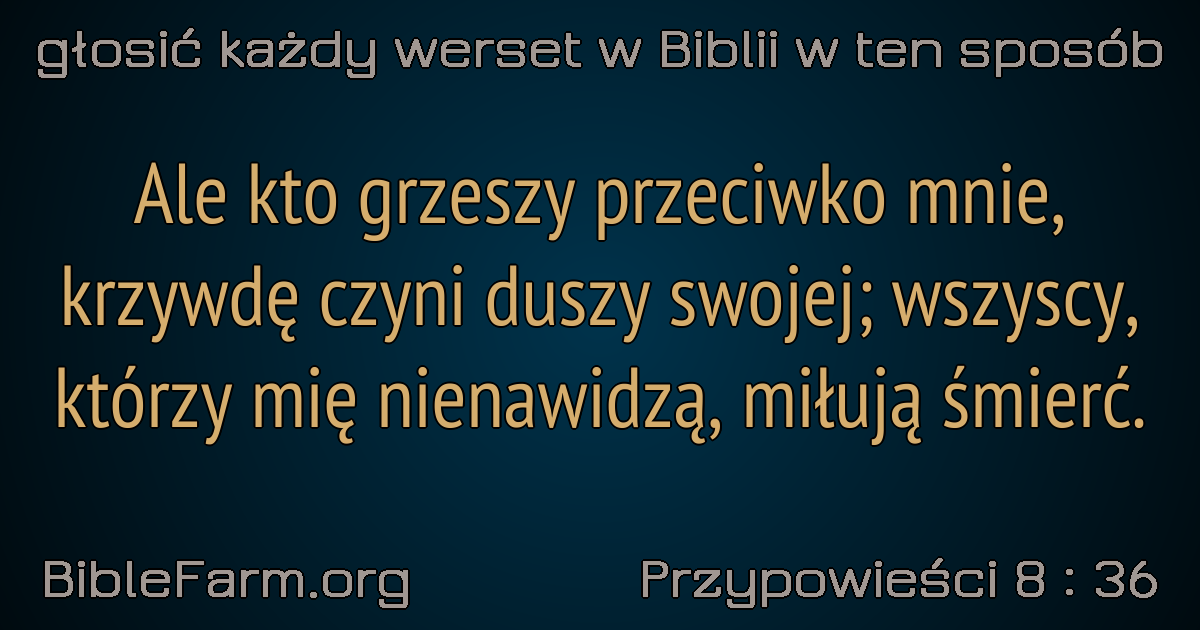 głosić każdy werset w Biblii w ten sposób
Ale kto grzeszy przeciwko mnie,
krzywdę czyni duszy swojej; wszyscy,
którzy mię nienawidzą, miłują śmierć.
BibleFarm.org
Przypowieści 8 : 36